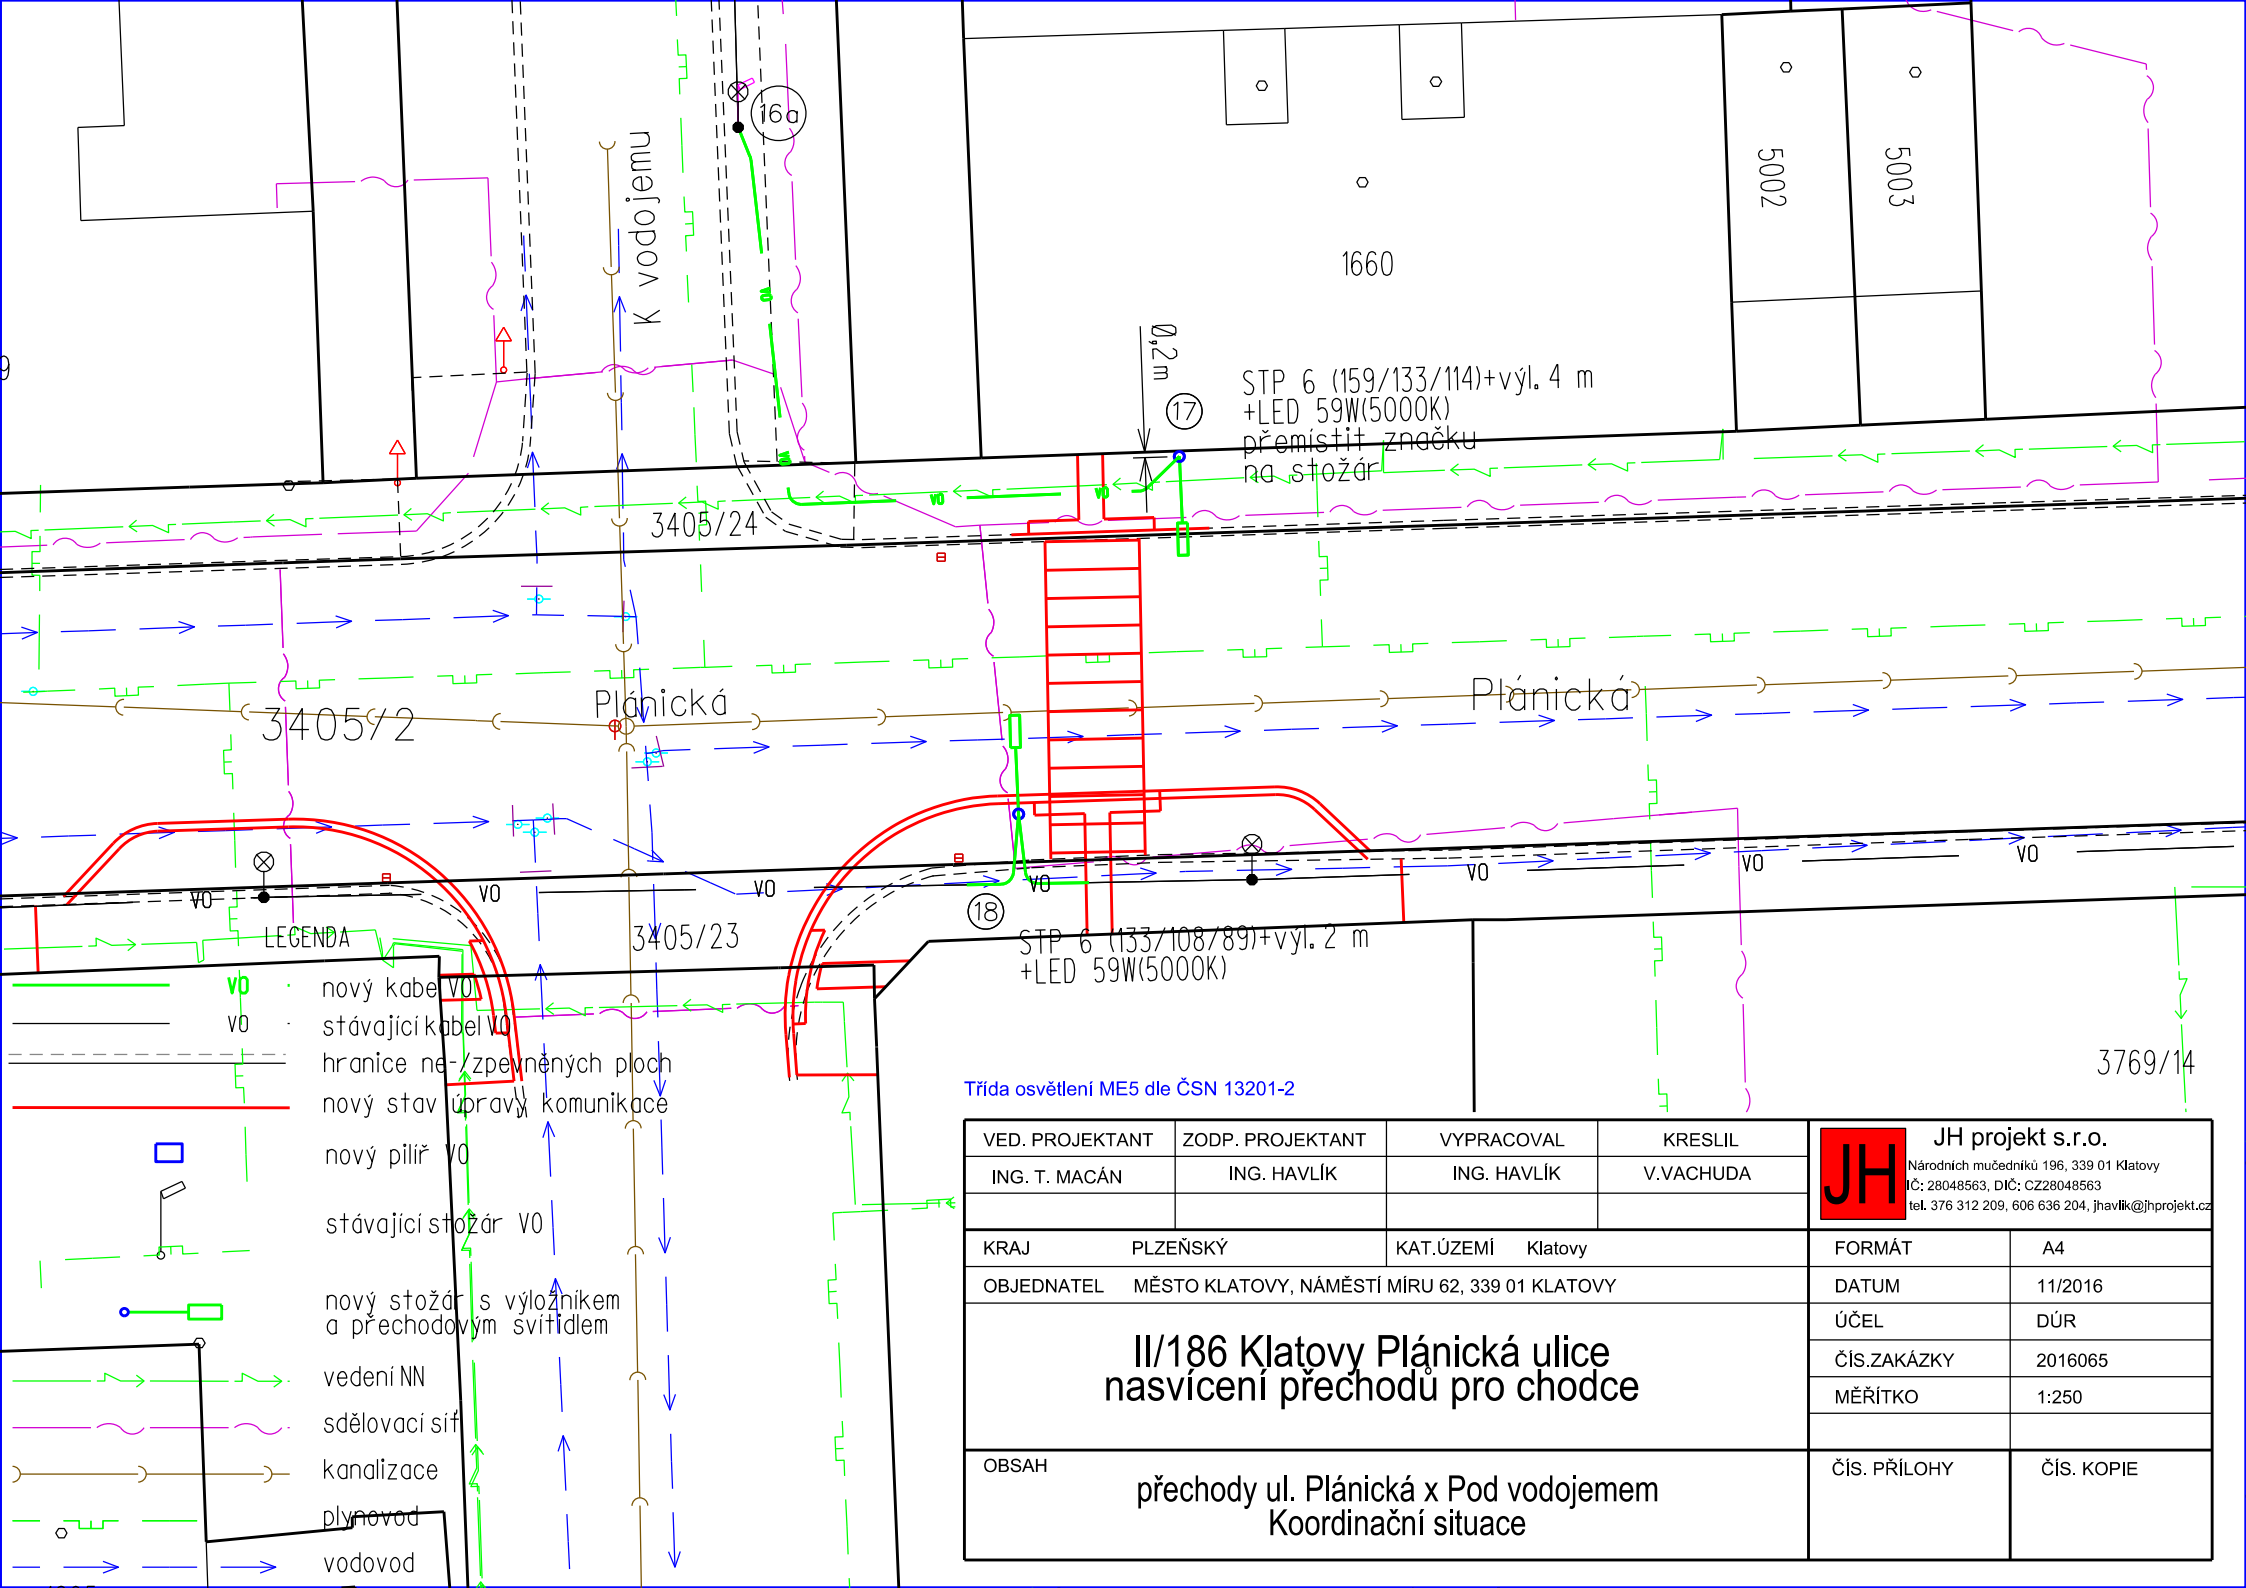 16a
K vodojemu
5002
5003
1660
0,2m
17
STP 6 (159/133/114)+výl. 4 m
+LED 59W(5000K)
přemístit značku
na stožár
9
VO
VO
VO
VO
3405/24
Plánická
Plánická
3405/2
VO
VO
VO
VO
VO
VO
VO
18
3405/23
STP 6 (133/108/89)+výl. 2 m
+LED 59W(5000K)
3769/14
LEGENDA
VO nový kabel VO
VO stávající kabel VO
hranice ne-/zpevněných ploch
nový stav úpravy komunikace
nový pilíř VO
stávající stožár VO
nový stožár s výložníkem
a přechodovým svítidlem
vedení NN
sdělovací síť
kanalizace
plynovod
vodovod
Třída osvětlení ME5 dle ČSN 13201-2
VED. PROJEKTANT ZODP. PROJEKTANT VYPRACOVAL KRESLIL
ING. T. MACÁN ING. HAVLÍK ING. HAVLÍK V.VACHUDA
JH
JH projekt s.r.o.
Národních mučedníků 196, 339 01 Klatovy
IČ: 28048563, DIČ: CZ28048563
tel. 376 312 209, 606 636 204, jhavlik@jhprojekt.cz
KRAJ PLZEŇSKÝ KAT.ÚZEMÍ Klatovy
OBJEDNATEL MĚSTO KLATOVY, NÁMĚSTÍ MÍRU 62, 339 01 KLATOVY
FORMÁT A4
DATUM 11/2016
ÚČEL DÚR
ČÍS.ZAKÁZKY 2016065
MĚŘÍTKO 1:250
II/186 Klatovy Plánická ulice
nasvícení přechodů pro chodce
OBSAH
přechody ul. Plánická x Pod vodojemem
Koordinační situace
ČÍS. PŘÍLOHY ČÍS. KOPIE